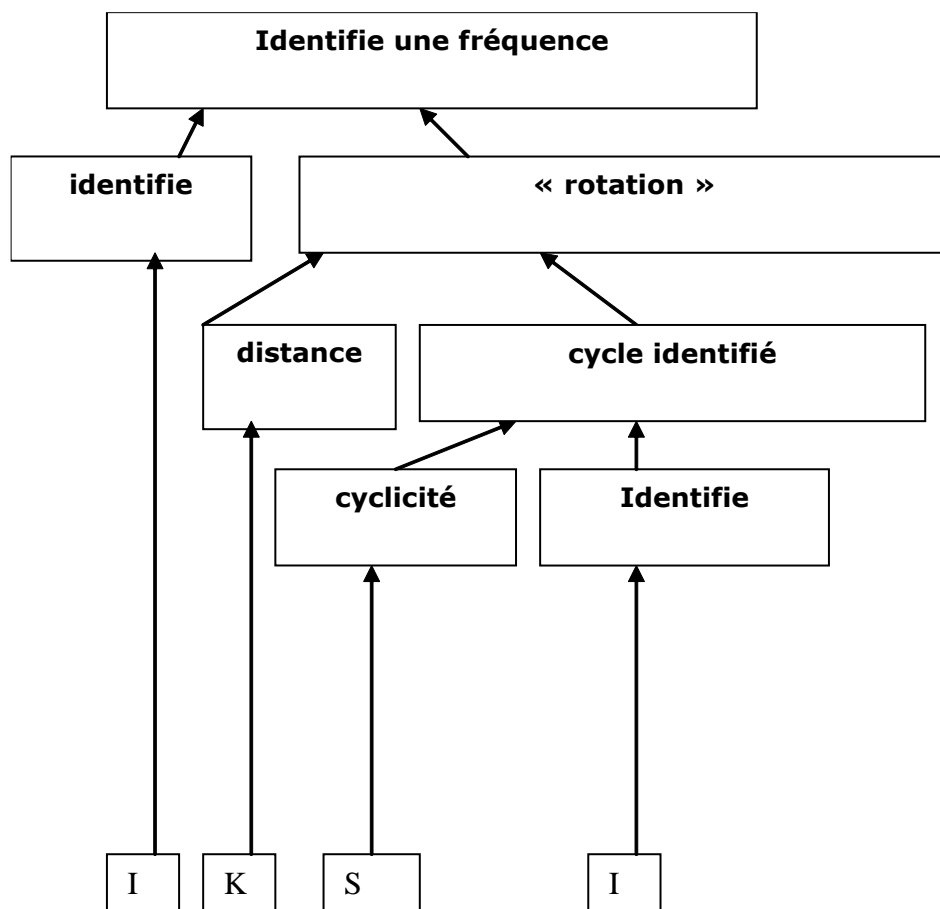 Identifie une fréquence
identifie
« rotation »
distance
cycle identifié
cyclicité
Identifie
I
K
S
I